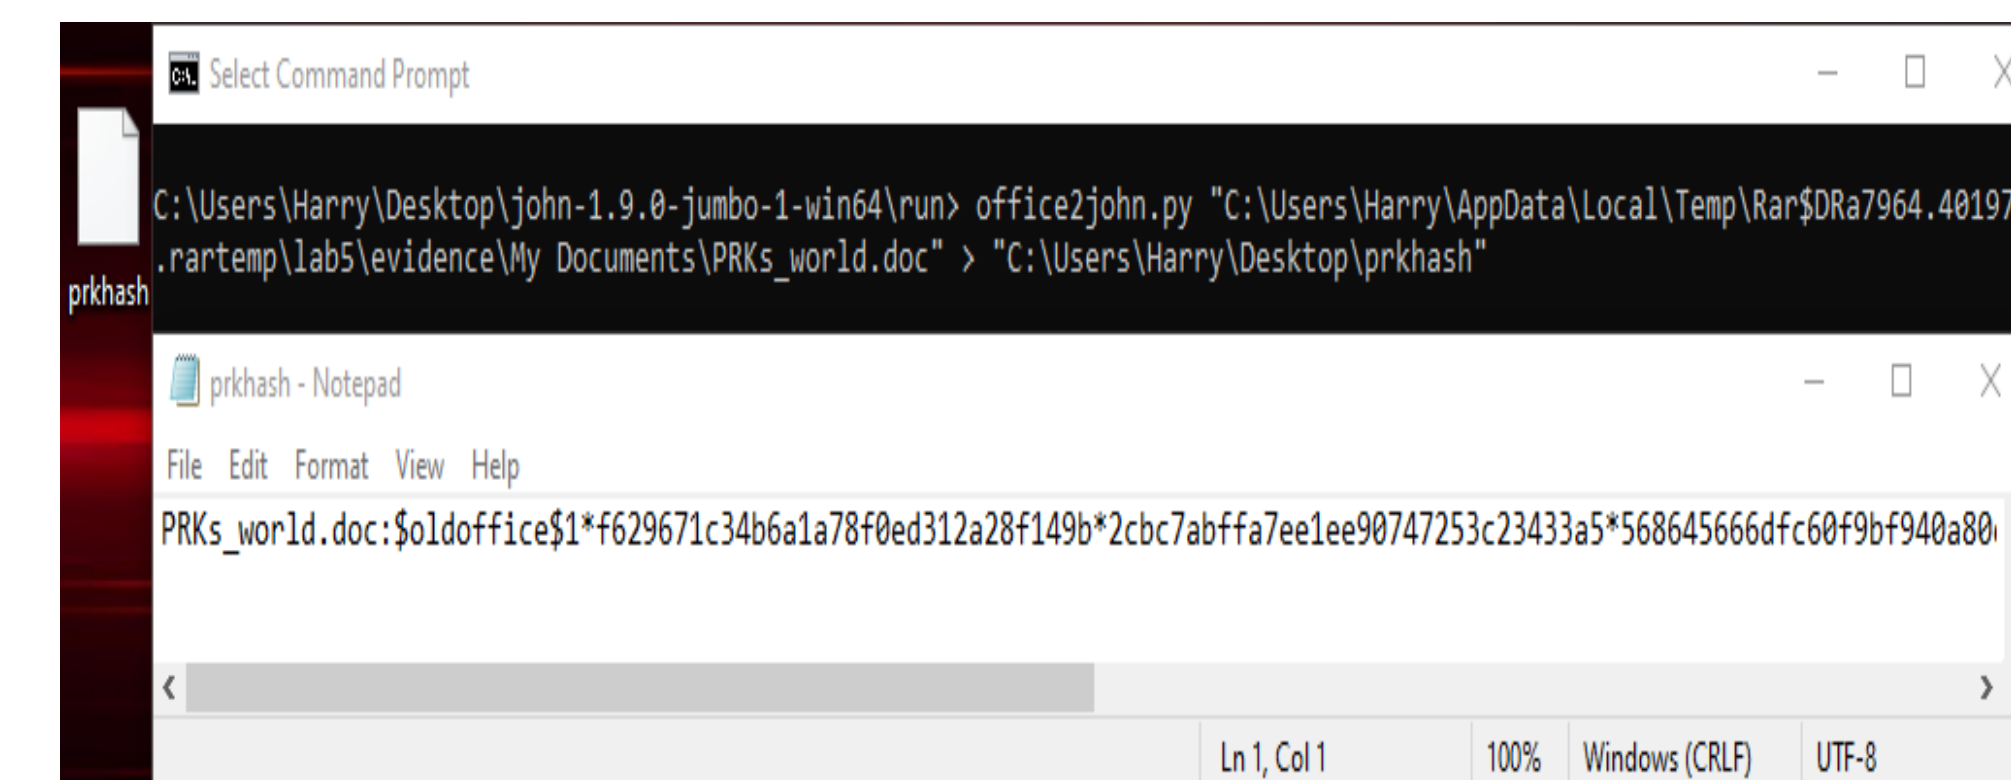 Select Command Prompt
C:\Users\Harry\Desktop\john-1.9.0-jumbo-1-win64\run> office2john.py "C:\Users\Harry\AppData\Local\Temp\Rar$DRa7964.40197
.rartemp\lab5\evidence\My Documents\PRKs_world.doc" > "C:\Users\Harry\Desktop\prkhash"
prkhash
prkhash - Notepad
File Edit Format View Help
PRKs_world.doc:$oldoffice$1*f629671c34b6a1a78f0ed312a28f149b*2cbc7abffa7ee1ee90747253c23433a5*568645666dfc60f9bf940a80
Ln 1, Col 1 100% Windows (CRLF) UTF-8